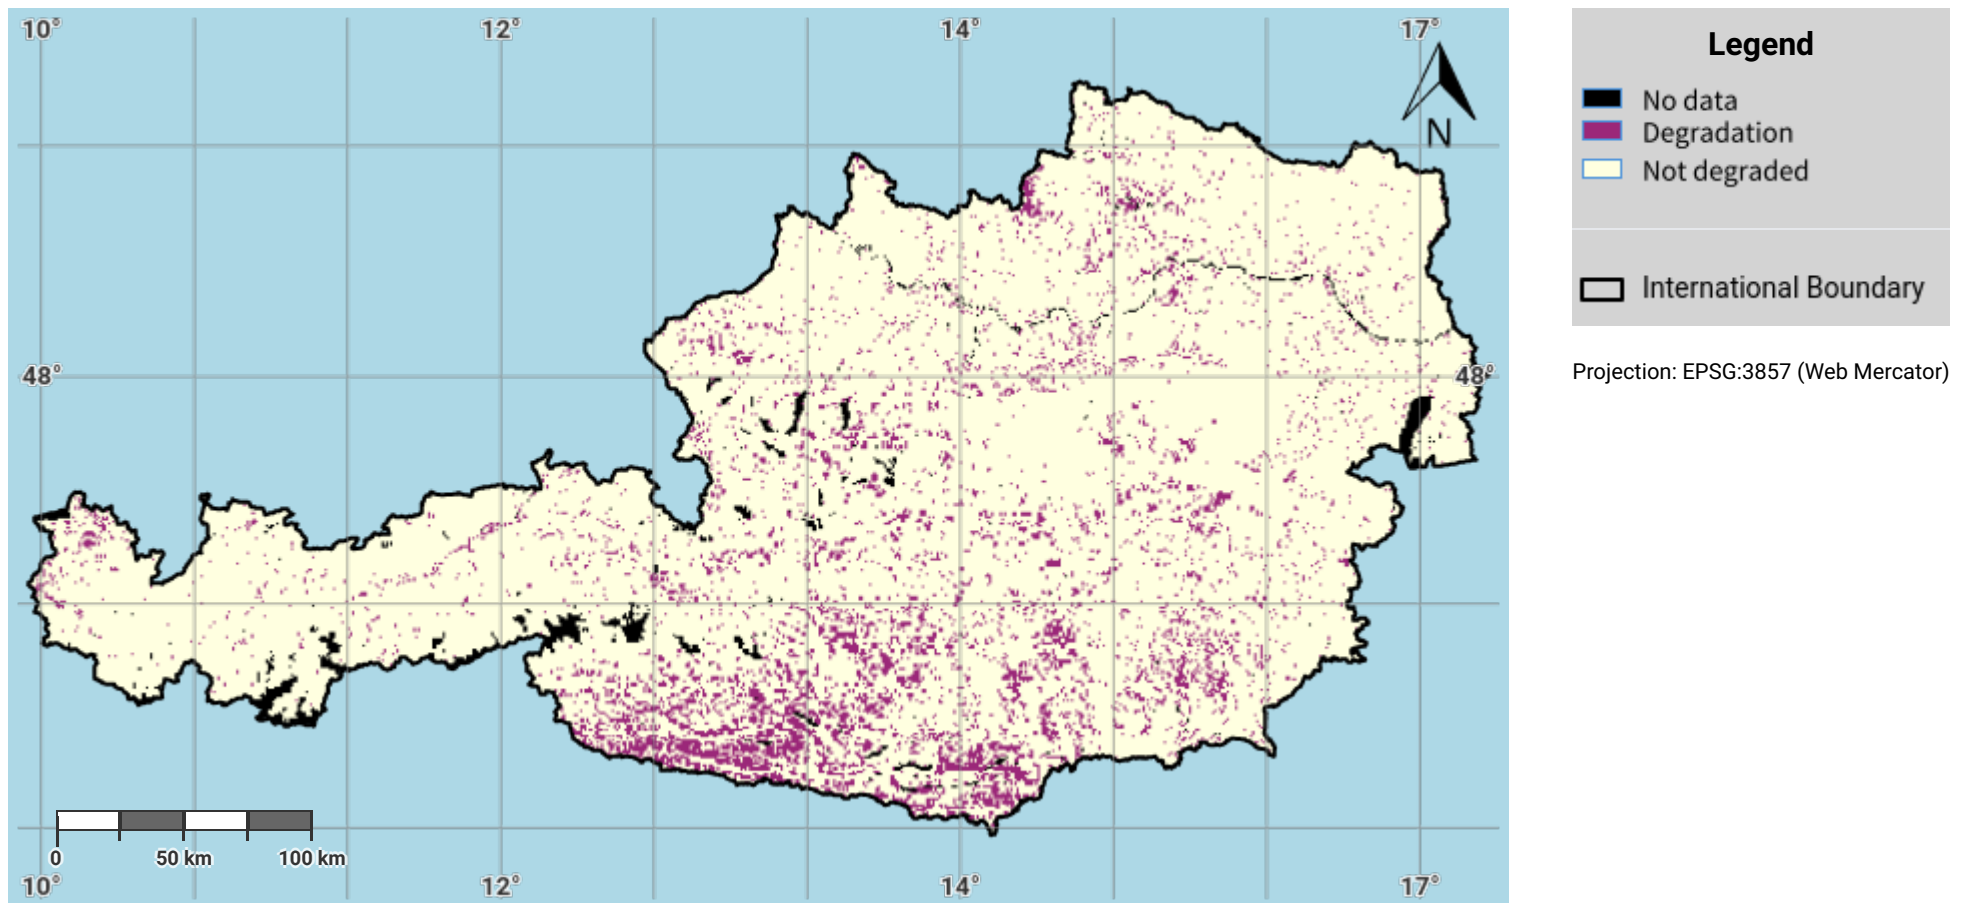 10°
12°
14°
17°
N
48°
48°
0
50 km
100 km
10°
12°
14°
17°
Legend
No data
Degradation
Not degraded
International Boundary
Projection: EPSG:3857 (Web Mercator)